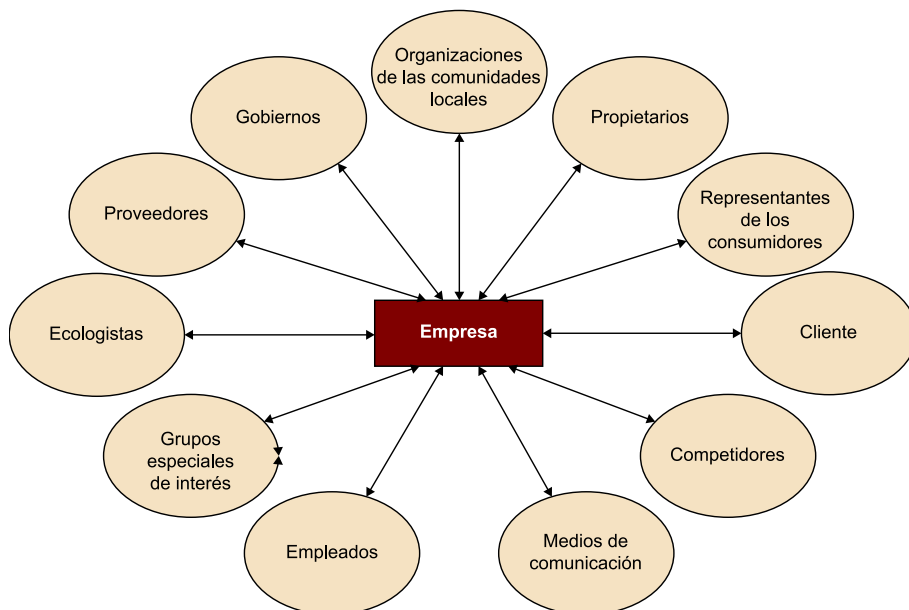 Organizaciones
de las comunidades
locales
Gobiernos
Propietarios
Proveedores
Representantes
de los
consumidores
Ecologistas
Empresa
Cliente
Grupos
especiales
de interés
Competidores
Empleados
Medios de
comunicación